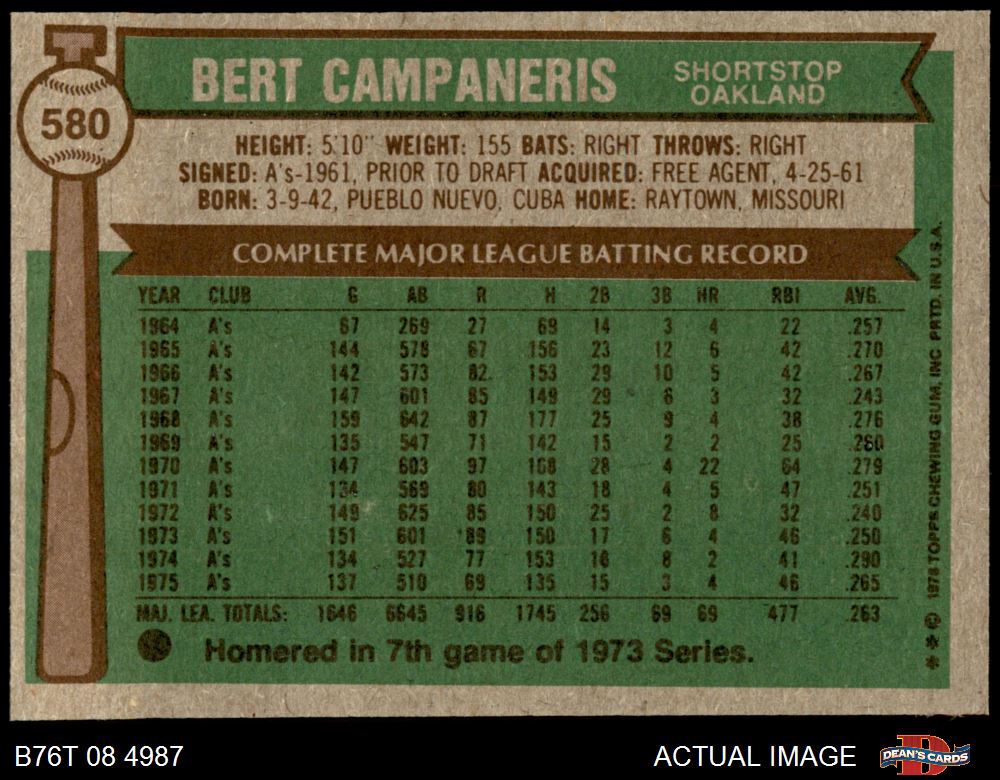 580
BERT CAMPANERIS
SHORTSTOP
OAKLAND
HEIGHT: 5'10" WEIGHT: 155 BATS: RIGHT THROWS: RIGHT
SIGNED: A's-1961, PRIOR TO DRAFT ACQUIRED: FREE AGENT, 4-25-61
BORN: 3-9-42, PUEBLO NUEVO, CUBA HOME: RAYTOWN, MISSOURI
COMPLETE MAJOR LEAGUE BATTING RECORD
YEAR CLUB G AB R H 2B 3B HR RBI AVG.
1964 A's 67 269 27 69 14 3 4 22 .257
1965 A's 144 578 67 156 23 12 6 42 .270
1966 A's 142 573 82 153 29 10 5 42 .267
1967 A's 147 601 85 149 29 6 3 32 .243
1968 A's 159 642 87 177 25 9 4 38 .276
1969 A's 135 547 71 142 15 2 2 25 .260
1970 A's 147 603 97 168 28 4 22 64 .279
1971 A's 134 569 80 143 18 4 5 47 .251
1972 A's 149 625 85 150 25 2 8 32 .240
1973 A's 151 601 89 150 17 6 4 46 .250
1974 A's 134 527 77 153 18 8 2 41 .290
1975 A's 137 510 69 135 15 3 4 46 .265
MAJ. LEA. TOTALS: 1646 6645 916 1745 256 69 69 477 .263
Homered in 7th game of 1973 Series.
* * © 1976 TOPPS CHEWING GUM, INC PRTD. IN U.S.A.
B76T 08 4987
ACTUAL IMAGE
DEAN'S CARDS